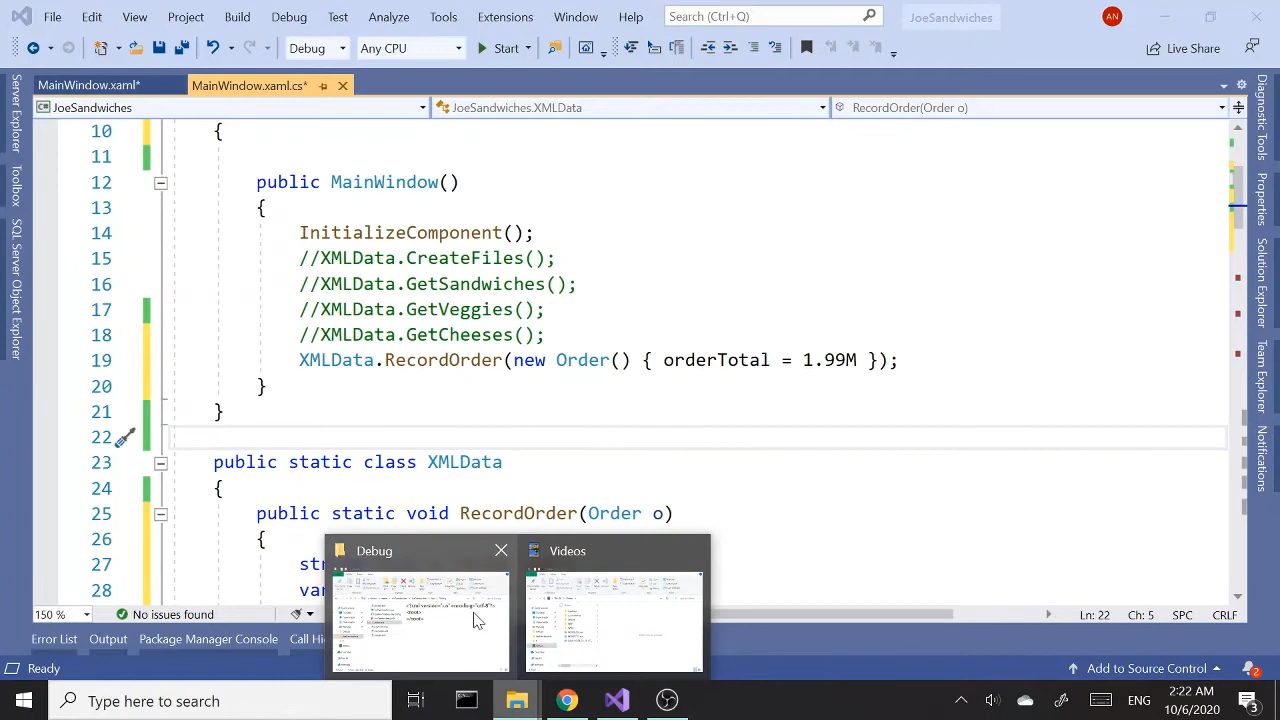 File Edit View Project Build Debug Test Analyze Tools Extensions Window Help Search (Ctrl+Q) JoeSandwiches AN
Debug Any CPU Start Live Share
MainWindow.xaml* MainWindow.xaml.cs*
JoeSandwiches JoeSandwiches.XMLData RecordOrder(Order o)
Server Explorer
Toolbox
SQL Server Object Explorer
10 {
11
12 public MainWindow()
13 {
14 InitializeComponent();
15 //XMLData.CreateFiles();
16 //XMLData.GetSandwiches();
17 //XMLData.GetVeggies();
18 //XMLData.GetCheeses();
19 XMLData.RecordOrder(new Order() { orderTotal = 1.99M });
20 }
21 }
22
23 public static class XMLData
24 {
25 public static void RecordOrder(Order o)
26 {
27 str
28 var
Diagnostic Tools
Properties
Solution Explorer
Team Explorer
Notifications
Debug Videos
150 % No issues found Ln: 22 Ch: 5 SPC
Error List Output Package Manager Console Call Hi
Ready Add to Source Control 2
Type here to search ENG :22 AM
10/6/2020 3